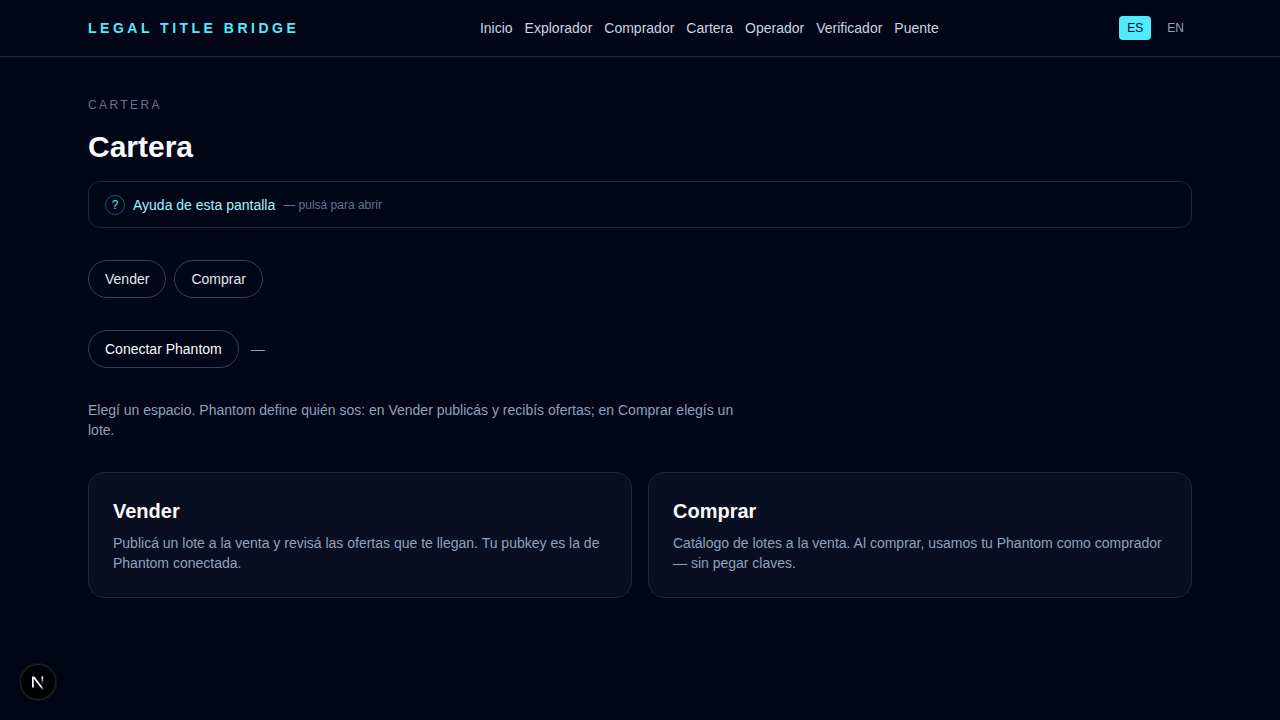 LEGAL TITLE BRIDGE
Inicio Explorador Comprador Cartera Operador Verificador Puente
ES EN
CARTERA
Cartera
? Ayuda de esta pantalla — pulsá para abrir
Vender Comprar
Conectar Phantom —
Elegí un espacio. Phantom define quién sos: en Vender publicás y recibís ofertas; en Comprar elegís un
lote.
Vender
Publicá un lote a la venta y revisá las ofertas que te llegan. Tu pubkey es la de
Phantom conectada.
Comprar
Catálogo de lotes a la venta. Al comprar, usamos tu Phantom como comprador
— sin pegar claves.
N